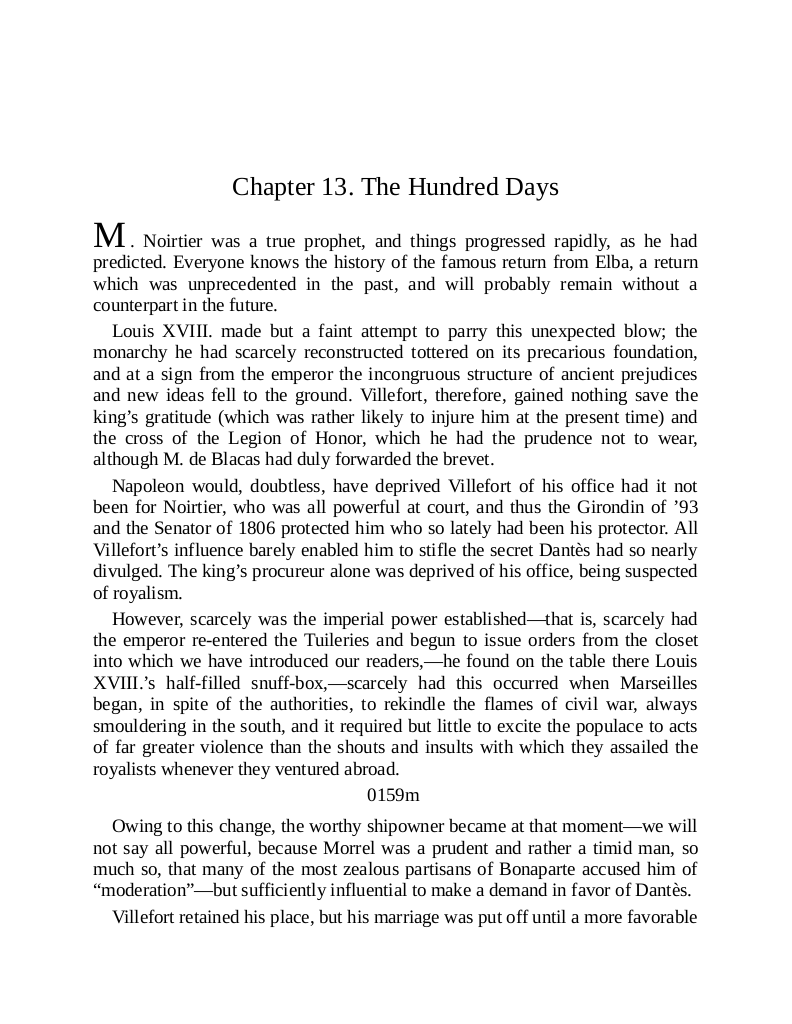 Chapter 13. The Hundred Days
M. Noirtier was a true prophet, and things progressed rapidly, as he had
predicted. Everyone knows the history of the famous return from Elba, a return
which was unprecedented in the past, and will probably remain without a
counterpart in the future.
Louis XVIII. made but a faint attempt to parry this unexpected blow; the
monarchy he had scarcely reconstructed tottered on its precarious foundation,
and at a sign from the emperor the incongruous structure of ancient prejudices
and new ideas fell to the ground. Villefort, therefore, gained nothing save the
king’s gratitude (which was rather likely to injure him at the present time) and
the cross of the Legion of Honor, which he had the prudence not to wear,
although M. de Blacas had duly forwarded the brevet.
Napoleon would, doubtless, have deprived Villefort of his office had it not
been for Noirtier, who was all powerful at court, and thus the Girondin of ’93
and the Senator of 1806 protected him who so lately had been his protector. All
Villefort’s influence barely enabled him to stifle the secret Dantès had so nearly
divulged. The king’s procureur alone was deprived of his office, being suspected
of royalism.
However, scarcely was the imperial power established—that is, scarcely had
the emperor re-entered the Tuileries and begun to issue orders from the closet
into which we have introduced our readers,—he found on the table there Louis
XVIII.’s half-filled snuff-box,—scarcely had this occurred when Marseilles
began, in spite of the authorities, to rekindle the flames of civil war, always
smouldering in the south, and it required but little to excite the populace to acts
of far greater violence than the shouts and insults with which they assailed the
royalists whenever they ventured abroad.
0159m
Owing to this change, the worthy shipowner became at that moment—we will
not say all powerful, because Morrel was a prudent and rather a timid man, so
much so, that many of the most zealous partisans of Bonaparte accused him of
“moderation”—but sufficiently influential to make a demand in favor of Dantès.
Villefort retained his place, but his marriage was put off until a more favorable